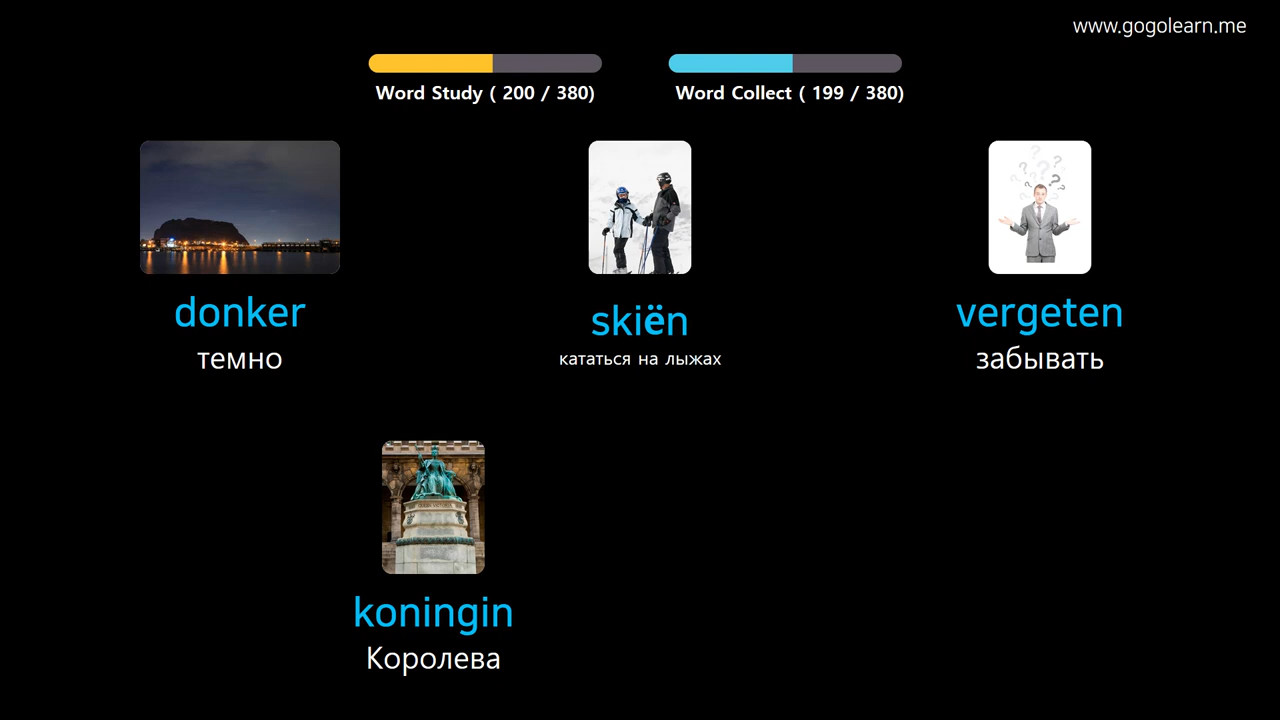 www.gogolearn.me
Word Study ( 200 / 380)
Word Collect ( 199 / 380)
donker
темно
skiën
кататься на лыжах
vergeten
забывать
koningin
Королева